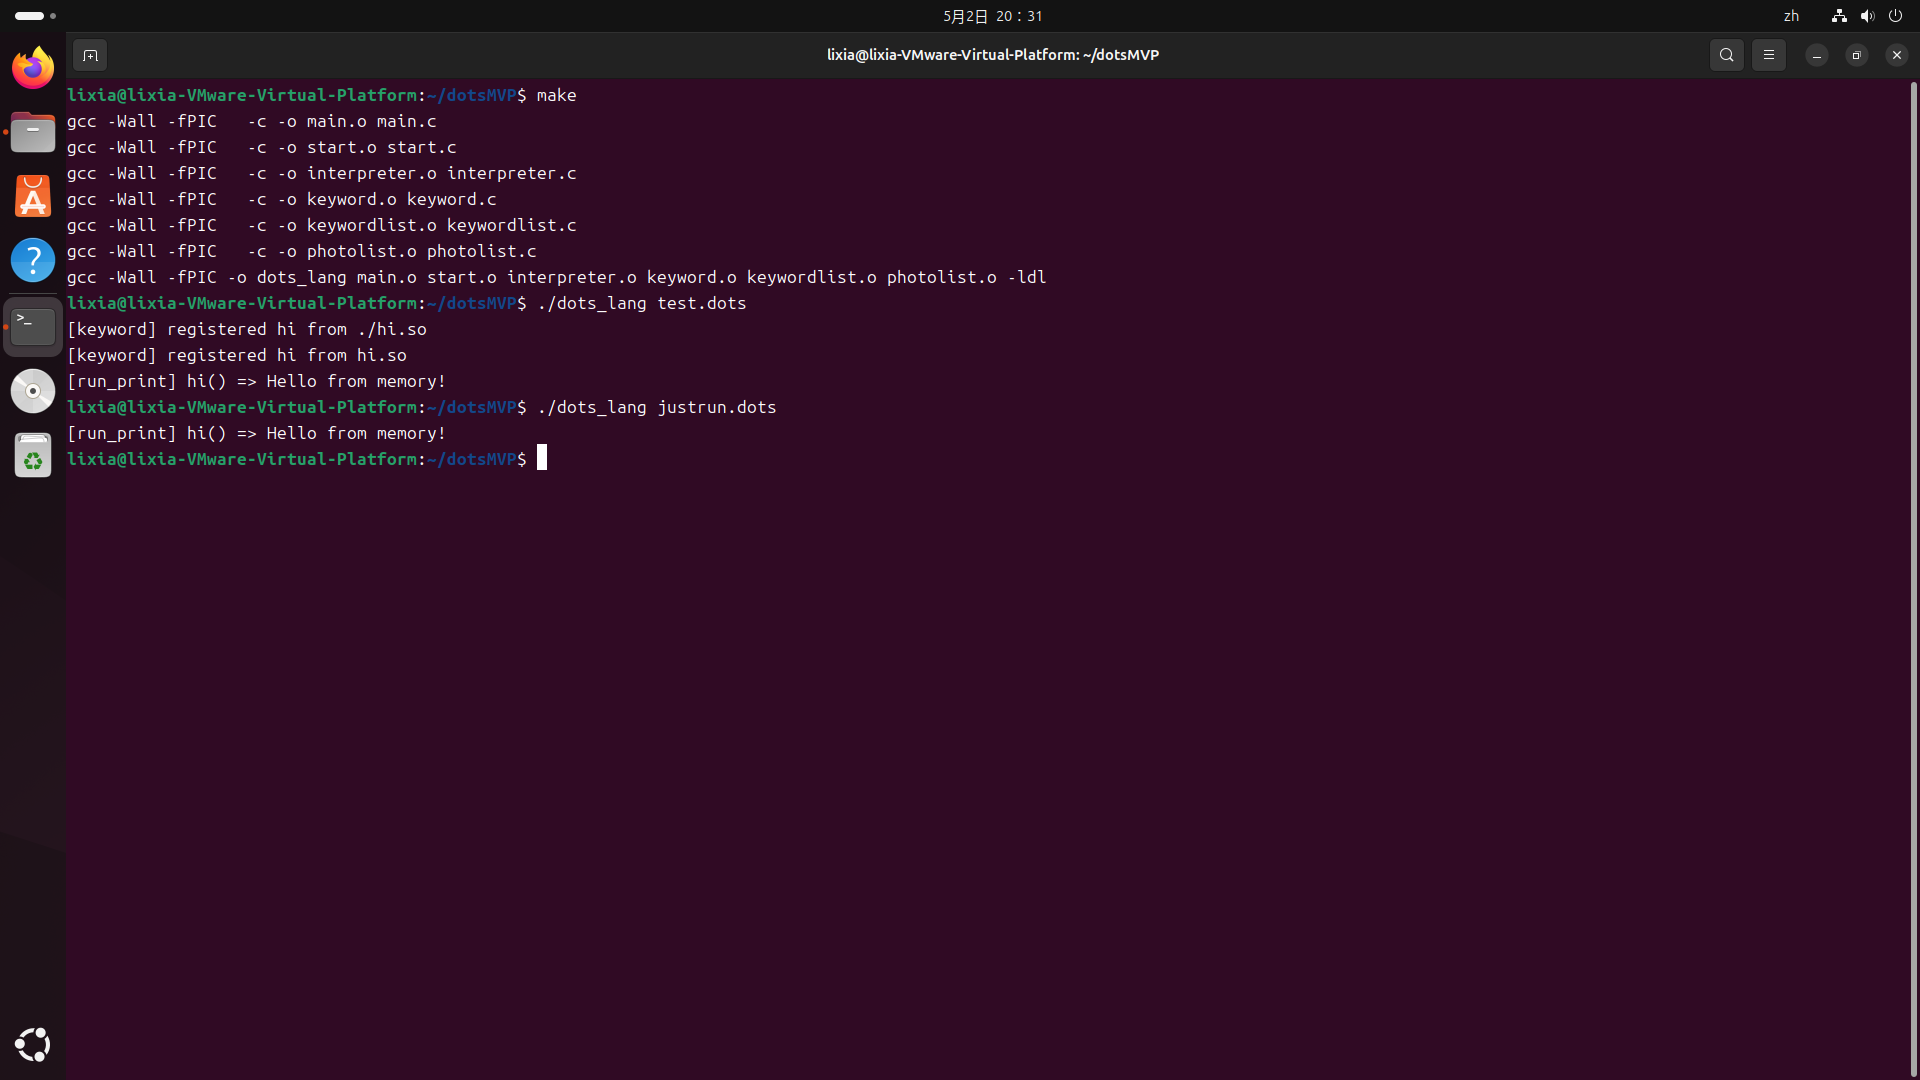 5月2日 20：31
zh
lixia@lixia-VMware-Virtual-Platform: ~/dotsMVP
lixia@lixia-VMware-Virtual-Platform:~/dotsMVP$ make
gcc -Wall -fPIC   -c -o main.o main.c
gcc -Wall -fPIC   -c -o start.o start.c
gcc -Wall -fPIC   -c -o interpreter.o interpreter.c
gcc -Wall -fPIC   -c -o keyword.o keyword.c
gcc -Wall -fPIC   -c -o keywordlist.o keywordlist.c
gcc -Wall -fPIC   -c -o photolist.o photolist.c
gcc -Wall -fPIC -o dots_lang main.o start.o interpreter.o keyword.o keywordlist.o photolist.o -ldl
lixia@lixia-VMware-Virtual-Platform:~/dotsMVP$ ./dots_lang test.dots
[keyword] registered hi from ./hi.so
[keyword] registered hi from hi.so
[run_print] hi() => Hello from memory!
lixia@lixia-VMware-Virtual-Platform:~/dotsMVP$ ./dots_lang justrun.dots
[run_print] hi() => Hello from memory!
lixia@lixia-VMware-Virtual-Platform:~/dotsMVP$